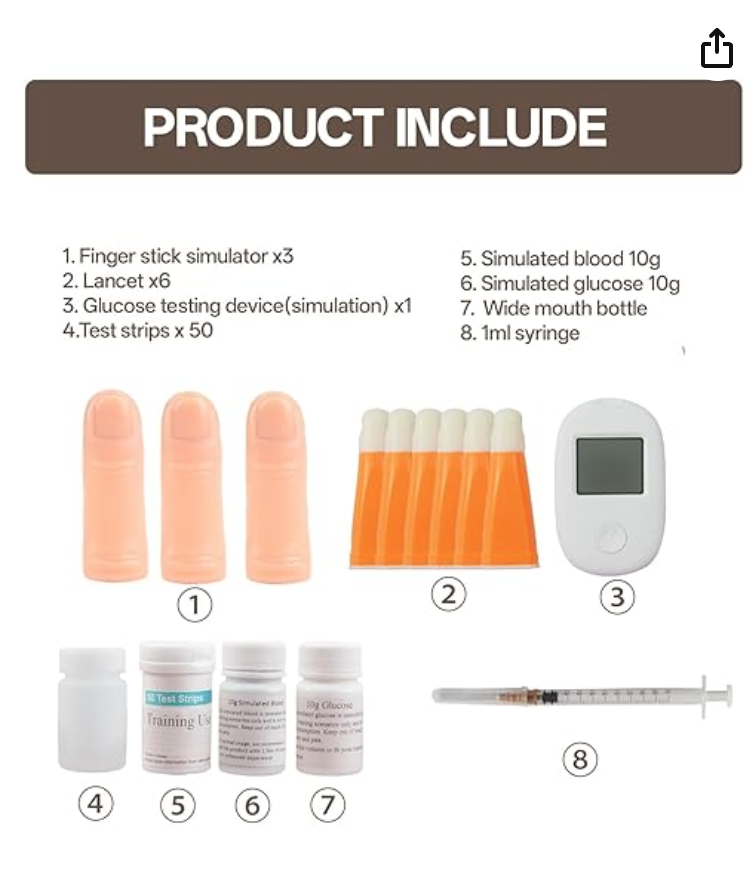 PRODUCT INCLUDE
1. Finger stick simulator x3
2. Lancet x6
3. Glucose testing device(simulation) x1
4.Test strips x 50
5. Simulated blood 10g
6. Simulated glucose 10g
7. Wide mouth bottle
8. 1ml syringe
1
2
3
50 Test Strips
Training Use
10g Simulated Blood
10g Glucose
4
5
6
7
8